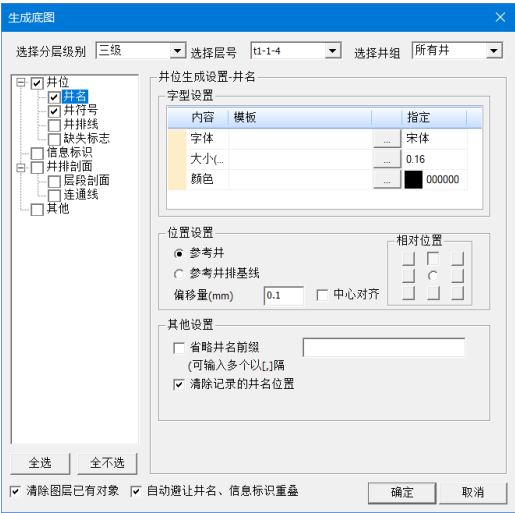 生成底图
选择分层级别 三级 选择层号 t1-1-4 选择井组 所有井
井位
井名
井符号
井排线
缺失标志
信息标识
井排剖面
层段剖面
连通线
其他
井位生成设置-井名
字型设置
内容 模板 指定
字体 ... 宋体
大小(... ... 0.16
颜色 ... 000000
位置设置
参考井
参考井排基线
偏移量(mm) 0.1 中心对齐
相对位置
其他设置
省略井名前缀
(可输入多个以[,]隔
清除记录的井名位置
全选 全不选
清除图层已有对象 自动避让井名、信息标识重叠 确定 取消